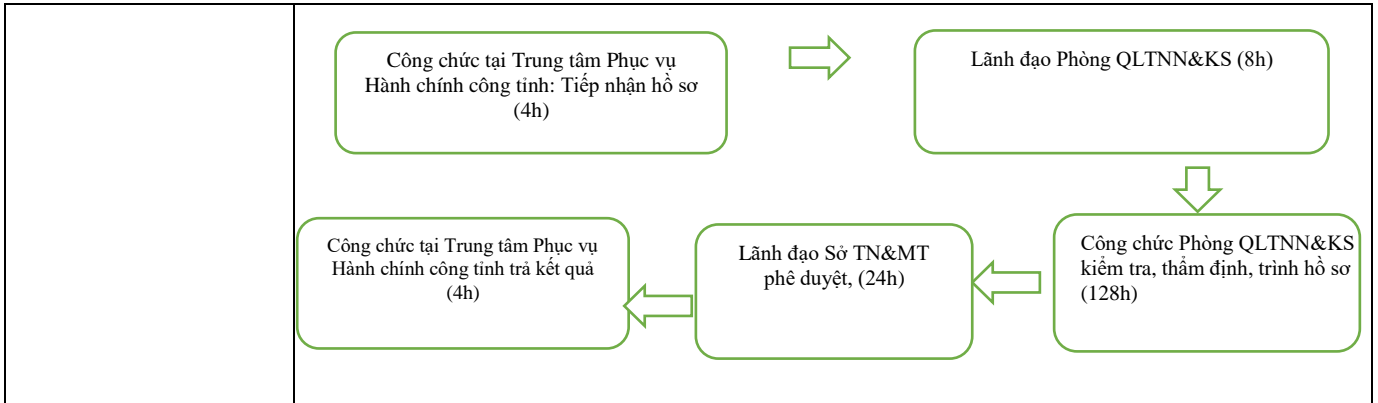 Công chức tại Trung tâm Phục vụ
Hành chính công tỉnh: Tiếp nhận hồ sơ
(4h)
Lãnh đạo Phòng QLTNN&KS (8h)
Công chức Phòng QLTNN&KS
kiểm tra, thẩm định, trình hồ sơ
(128h)
Lãnh đạo Sở TN&MT
phê duyệt, (24h)
Công chức tại Trung tâm Phục vụ
Hành chính công tỉnh trả kết quả
(4h)